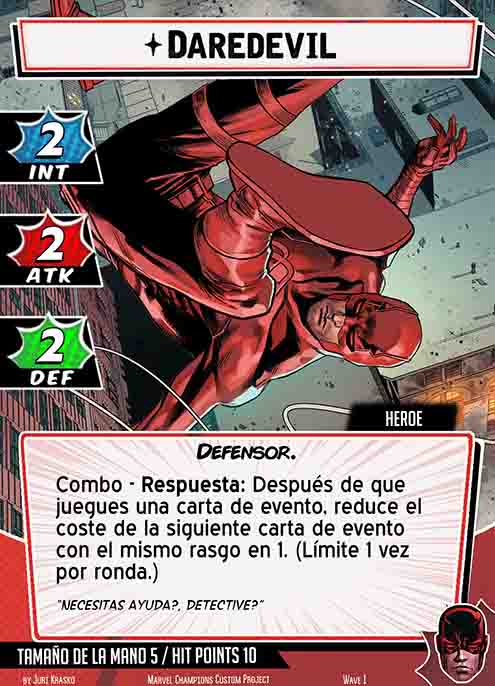 DAREDEVIL
2
INT
2
ATK
2
DEF
HEROE
DEFENSOR.
Combo - Respuesta: Después de que
juegues una carta de evento, reduce el
coste de la siguiente carta de evento
con el mismo rasgo en 1. (Límite 1 vez
por ronda.)
"NECESITAS AYUDA?, DETECTIVE?"
TAMAÑO DE LA MANO 5 / HIT POINTS 10
BY JURI KRASKO MARVEL CHAMPIONS CUSTOM PROJECT WAVE 1